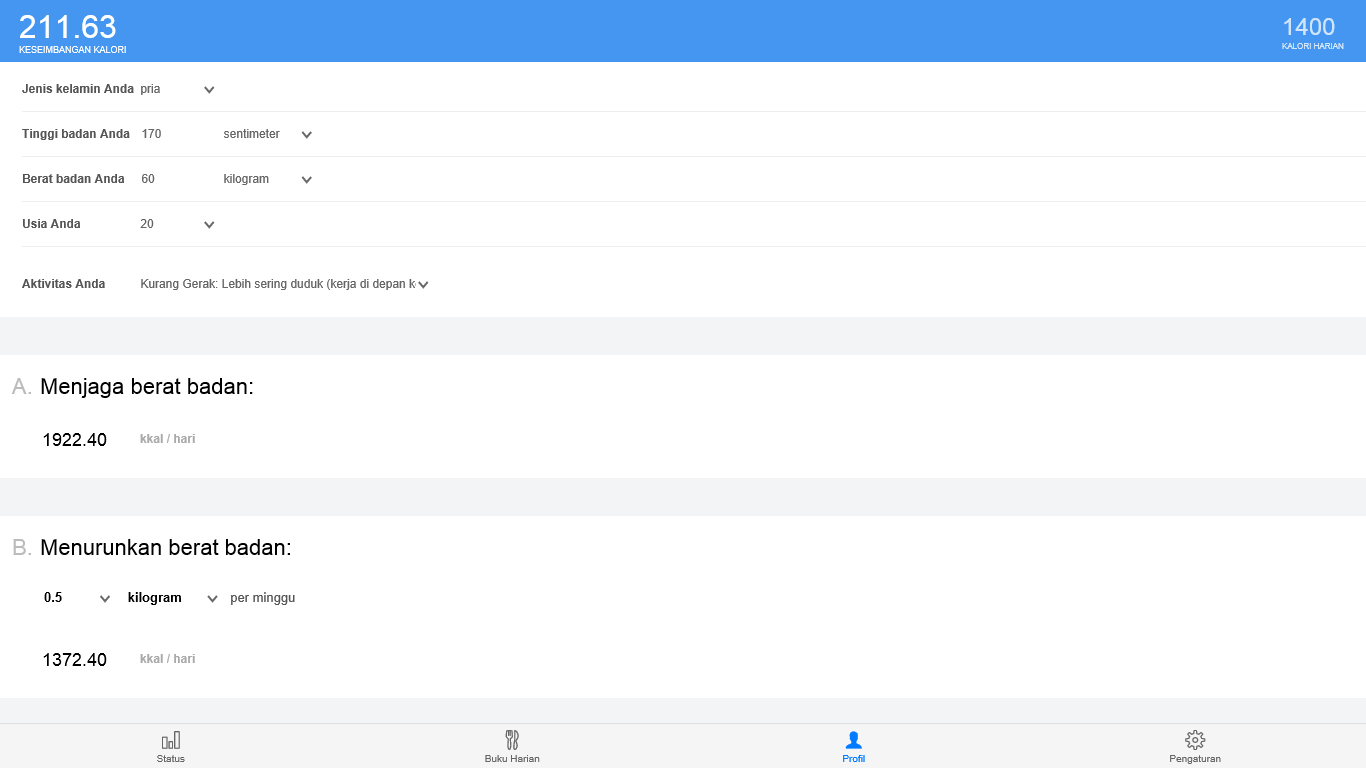 211.63
KESEIMBANGAN KALORI
1400
KALORI HARIAN
Jenis kelamin Anda pria
Tinggi badan Anda 170 sentimeter
Berat badan Anda 60 kilogram
Usia Anda 20
Aktivitas Anda Kurang Gerak: Lebih sering duduk (kerja di depan k
A. Menjaga berat badan:
1922.40 kkal / hari
B. Menurunkan berat badan:
0.5 kilogram per minggu
1372.40 kkal / hari
Status Buku Harian Profil Pengaturan